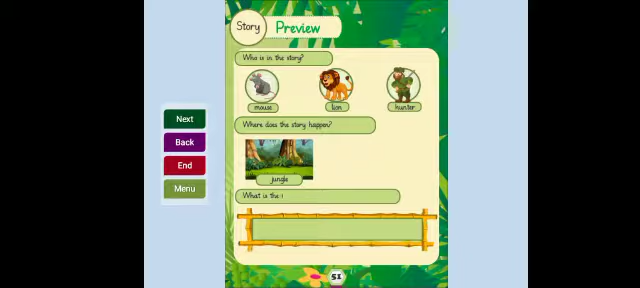 Story Preview
Who is in the story?
mouse lion hunter
Where does the story happen?
jungle
What is the
Next
Back
End
Menu
51